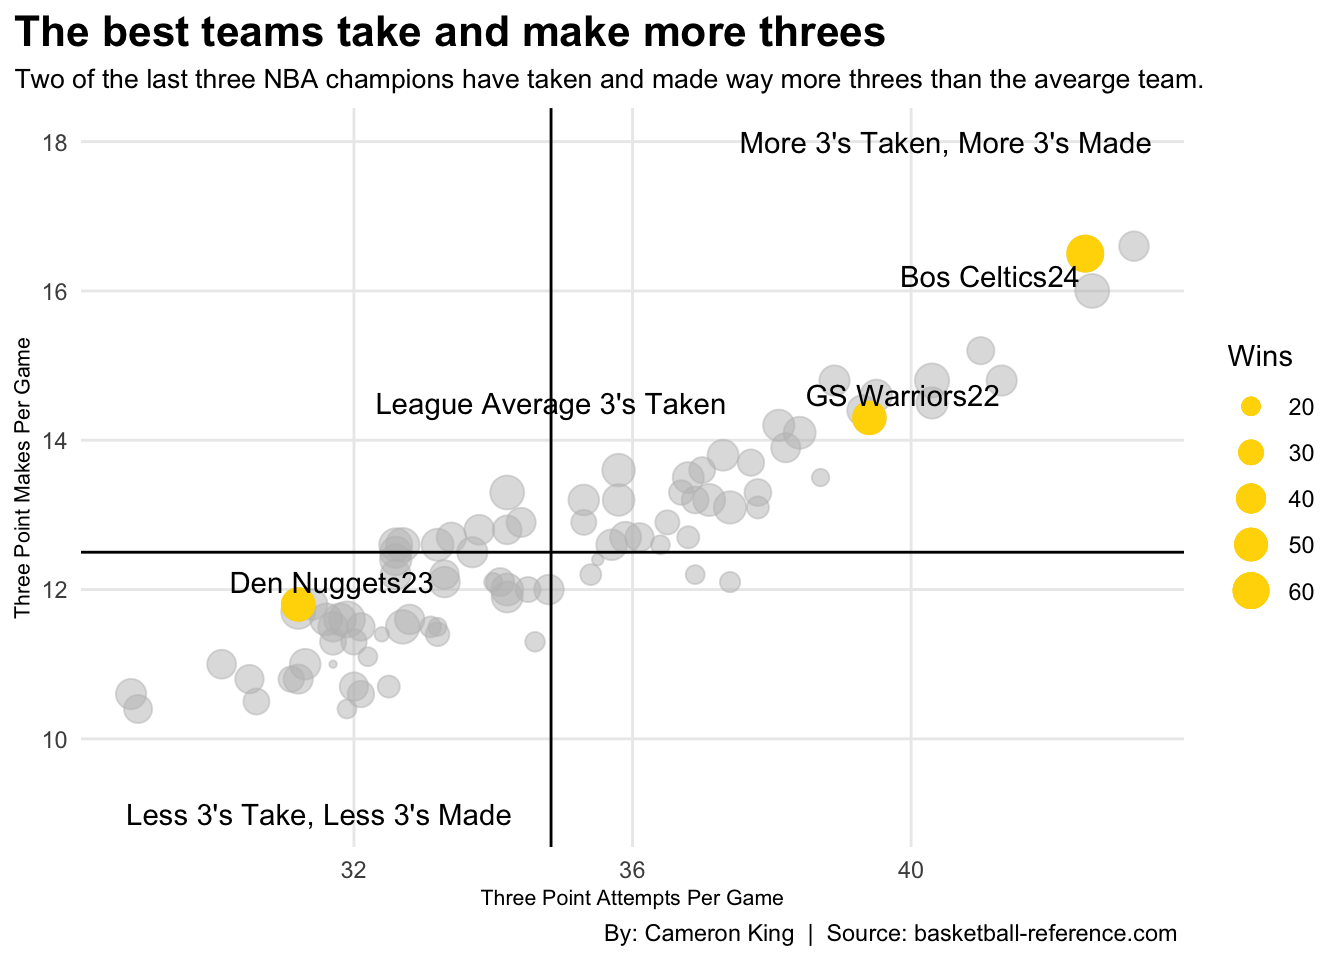 The best teams take and make more threes
Two of the last three NBA champions have taken and made way more threes than the avearge team.
18
16
14
12
10
Three Point Makes Per Game
More 3's Taken, More 3's Made
Bos Celtics24
GS Warriors22
League Average 3's Taken
Den Nuggets23
Less 3's Take, Less 3's Made
32
36
40
Three Point Attempts Per Game
Wins
20
30
40
50
60
By: Cameron King | Source: basketball-reference.com